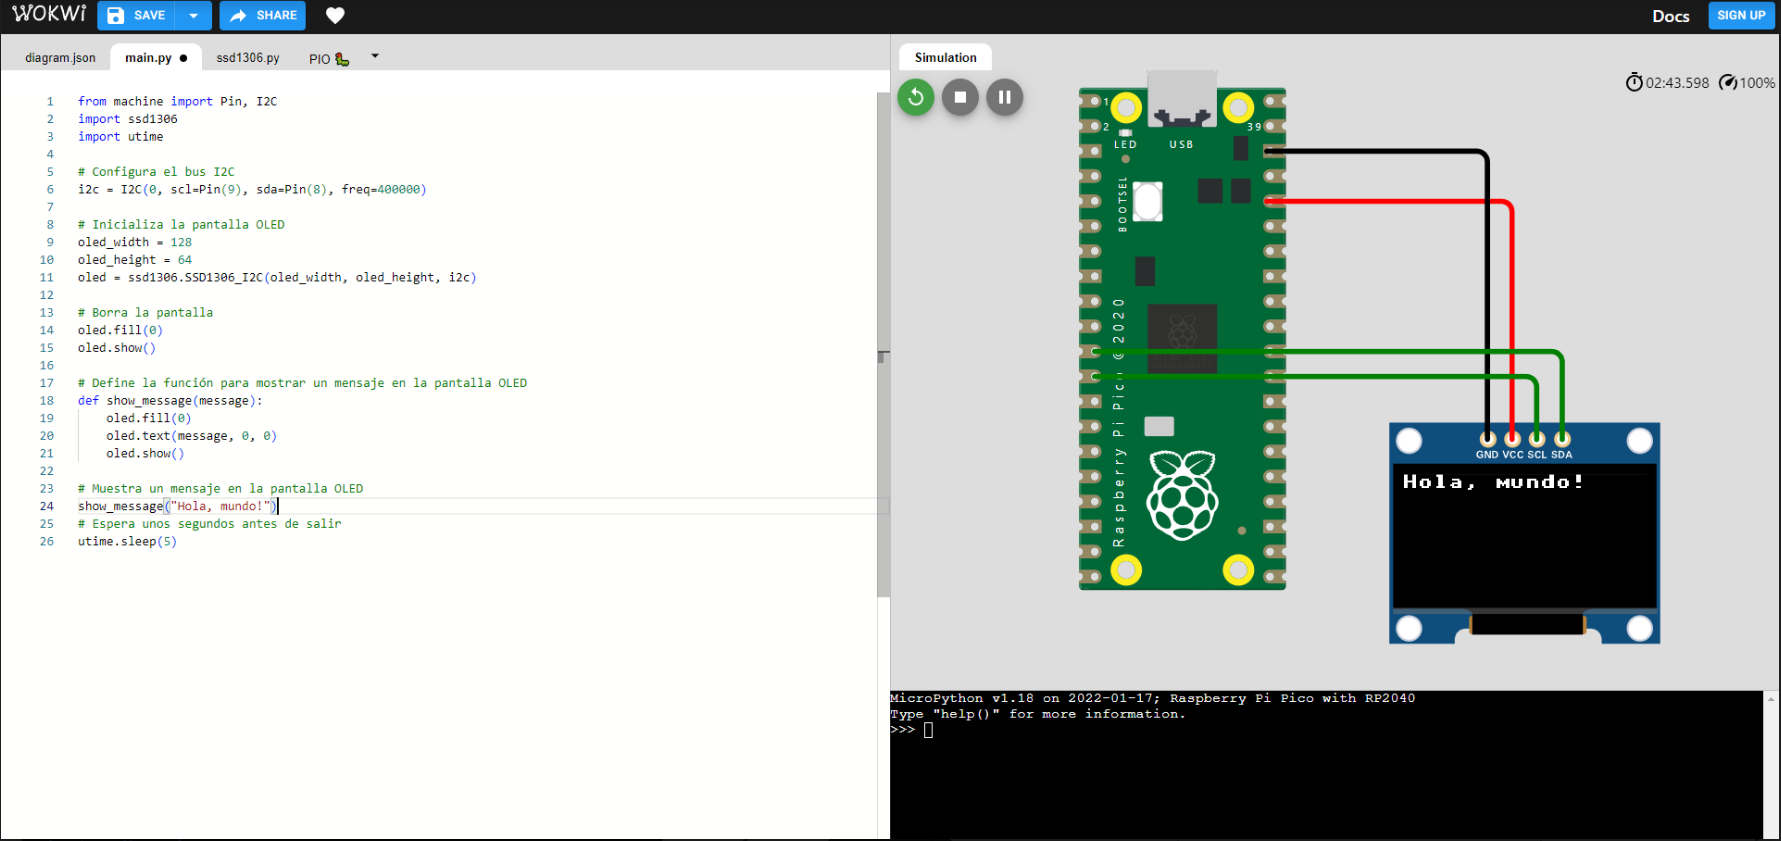 WOKWI SAVE SHARE Docs SIGN UP
diagram.json main.py ssd1306.py PIO
1 from machine import Pin, I2C
2 import ssd1306
3 import utime
4
5 # Configura el bus I2C
6 i2c = I2C(0, scl=Pin(9), sda=Pin(8), freq=400000)
7
8 # Inicializa la pantalla OLED
9 oled_width = 128
10 oled_height = 64
11 oled = ssd1306.SSD1306_I2C(oled_width, oled_height, i2c)
12
13 # Borra la pantalla
14 oled.fill(0)
15 oled.show()
16
17 # Define la función para mostrar un mensaje en la pantalla OLED
18 def show_message(message):
19 oled.fill(0)
20 oled.text(message, 0, 0)
21 oled.show()
22
23 # Muestra un mensaje en la pantalla OLED
24 show_message("Hola, mundo!")
25 # Espera unos segundos antes de salir
26 utime.sleep(5)
Simulation
02:43.598 100%
1
2
39
LED USB
BOOTSEL
Raspberry Pi Pico © 2020
GND VCC SCL SDA
Hola, mundo!
MicroPython v1.18 on 2022-01-17; Raspberry Pi Pico with RP2040
Type "help()" for more information.
>>>